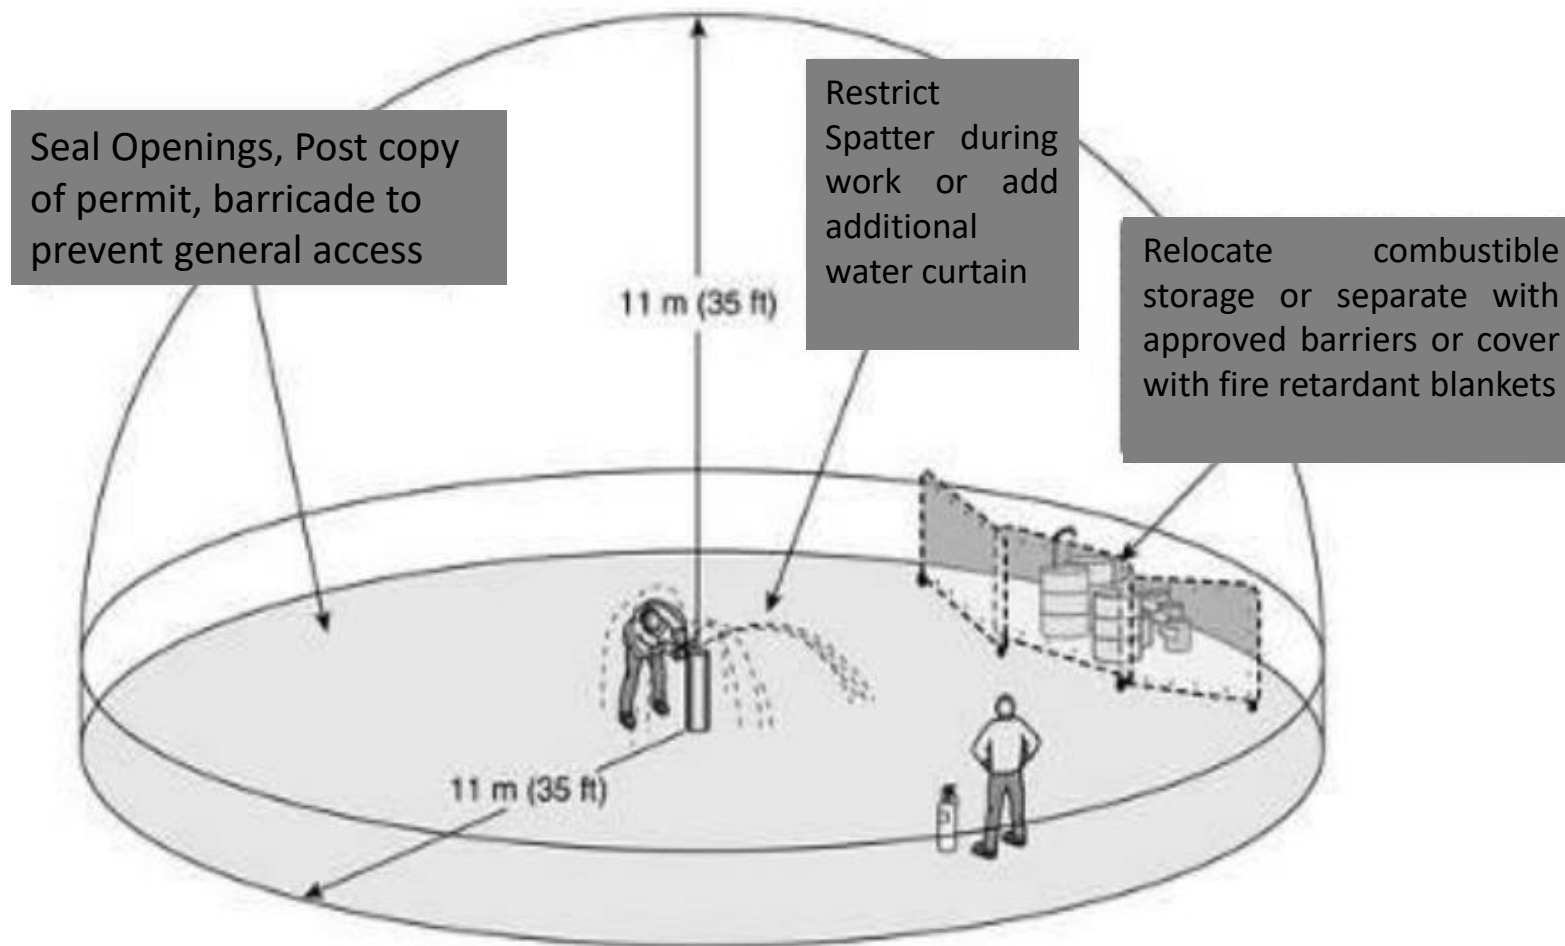 Seal Openings, Post copy
of permit, barricade to
prevent general access
Restrict
Spatter during
work or add
additional
water curtain
Relocate combustible
storage or separate with
approved barriers or cover
with fire retardant blankets
11 m (35 ft)
11 m (35 ft)